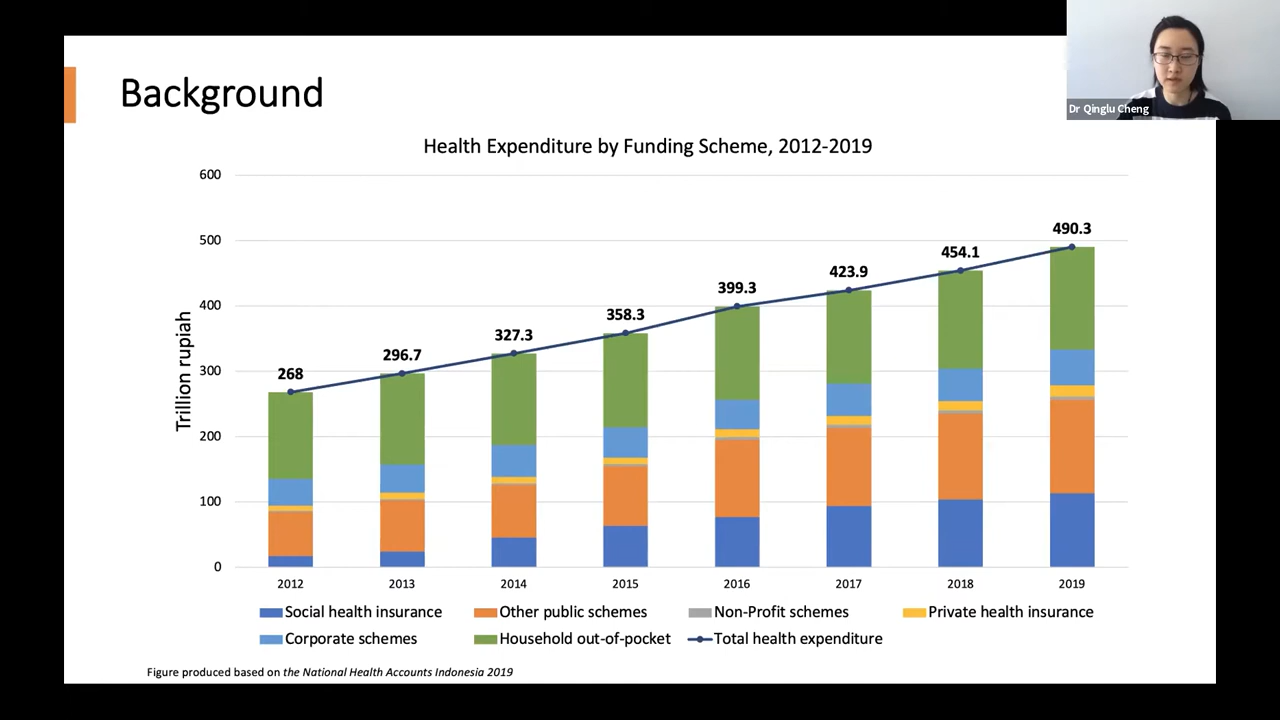 Dr Qinglu Cheng
Background
Health Expenditure by Funding Scheme, 2012-2019
Trillion rupiah
600
500
400
300
200
100
0
268
296.7
327.3
358.3
399.3
423.9
454.1
490.3
2012 2013 2014 2015 2016 2017 2018 2019
Social health insurance Other public schemes Non-Profit schemes Private health insurance
Corporate schemes Household out-of-pocket Total health expenditure
Figure produced based on the National Health Accounts Indonesia 2019